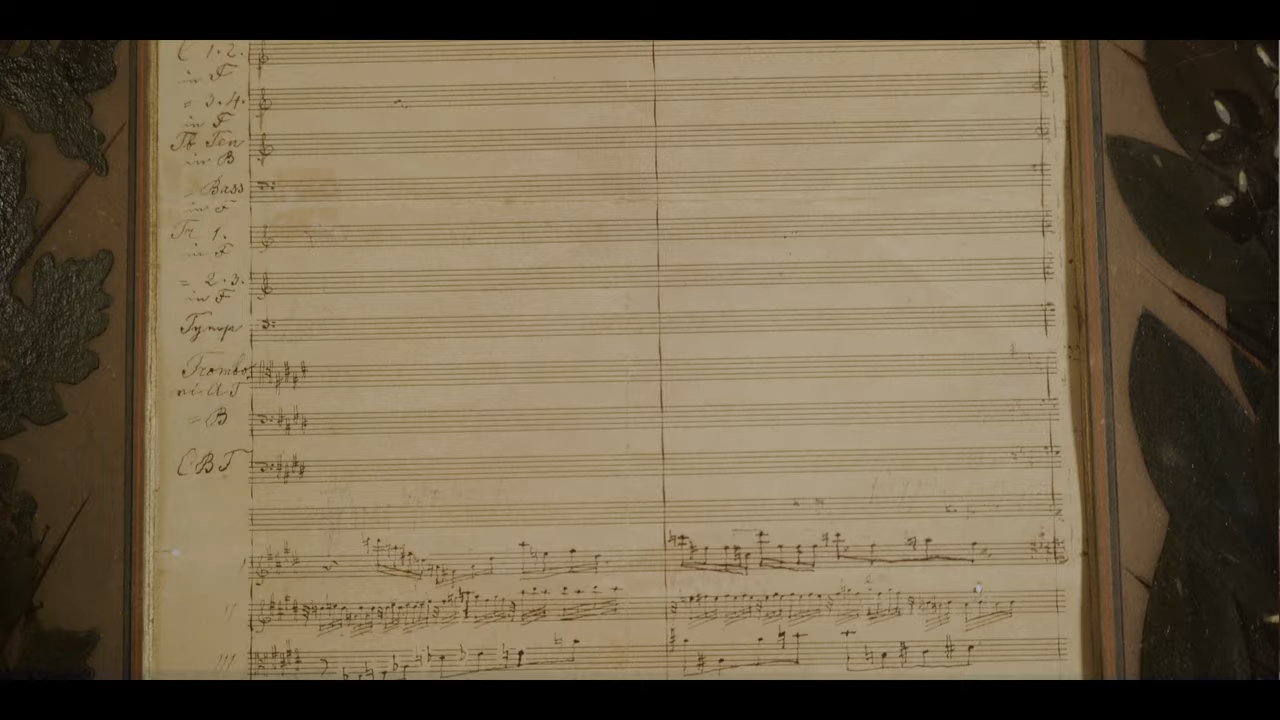 C 1. 2.
in F
= 3. 4.
in F
Tb Ten
in B
= Bass
in F
Tr 1.
in F
= 2. 3.
in F
Tymp
Trombo
ni A T
= B
C B T